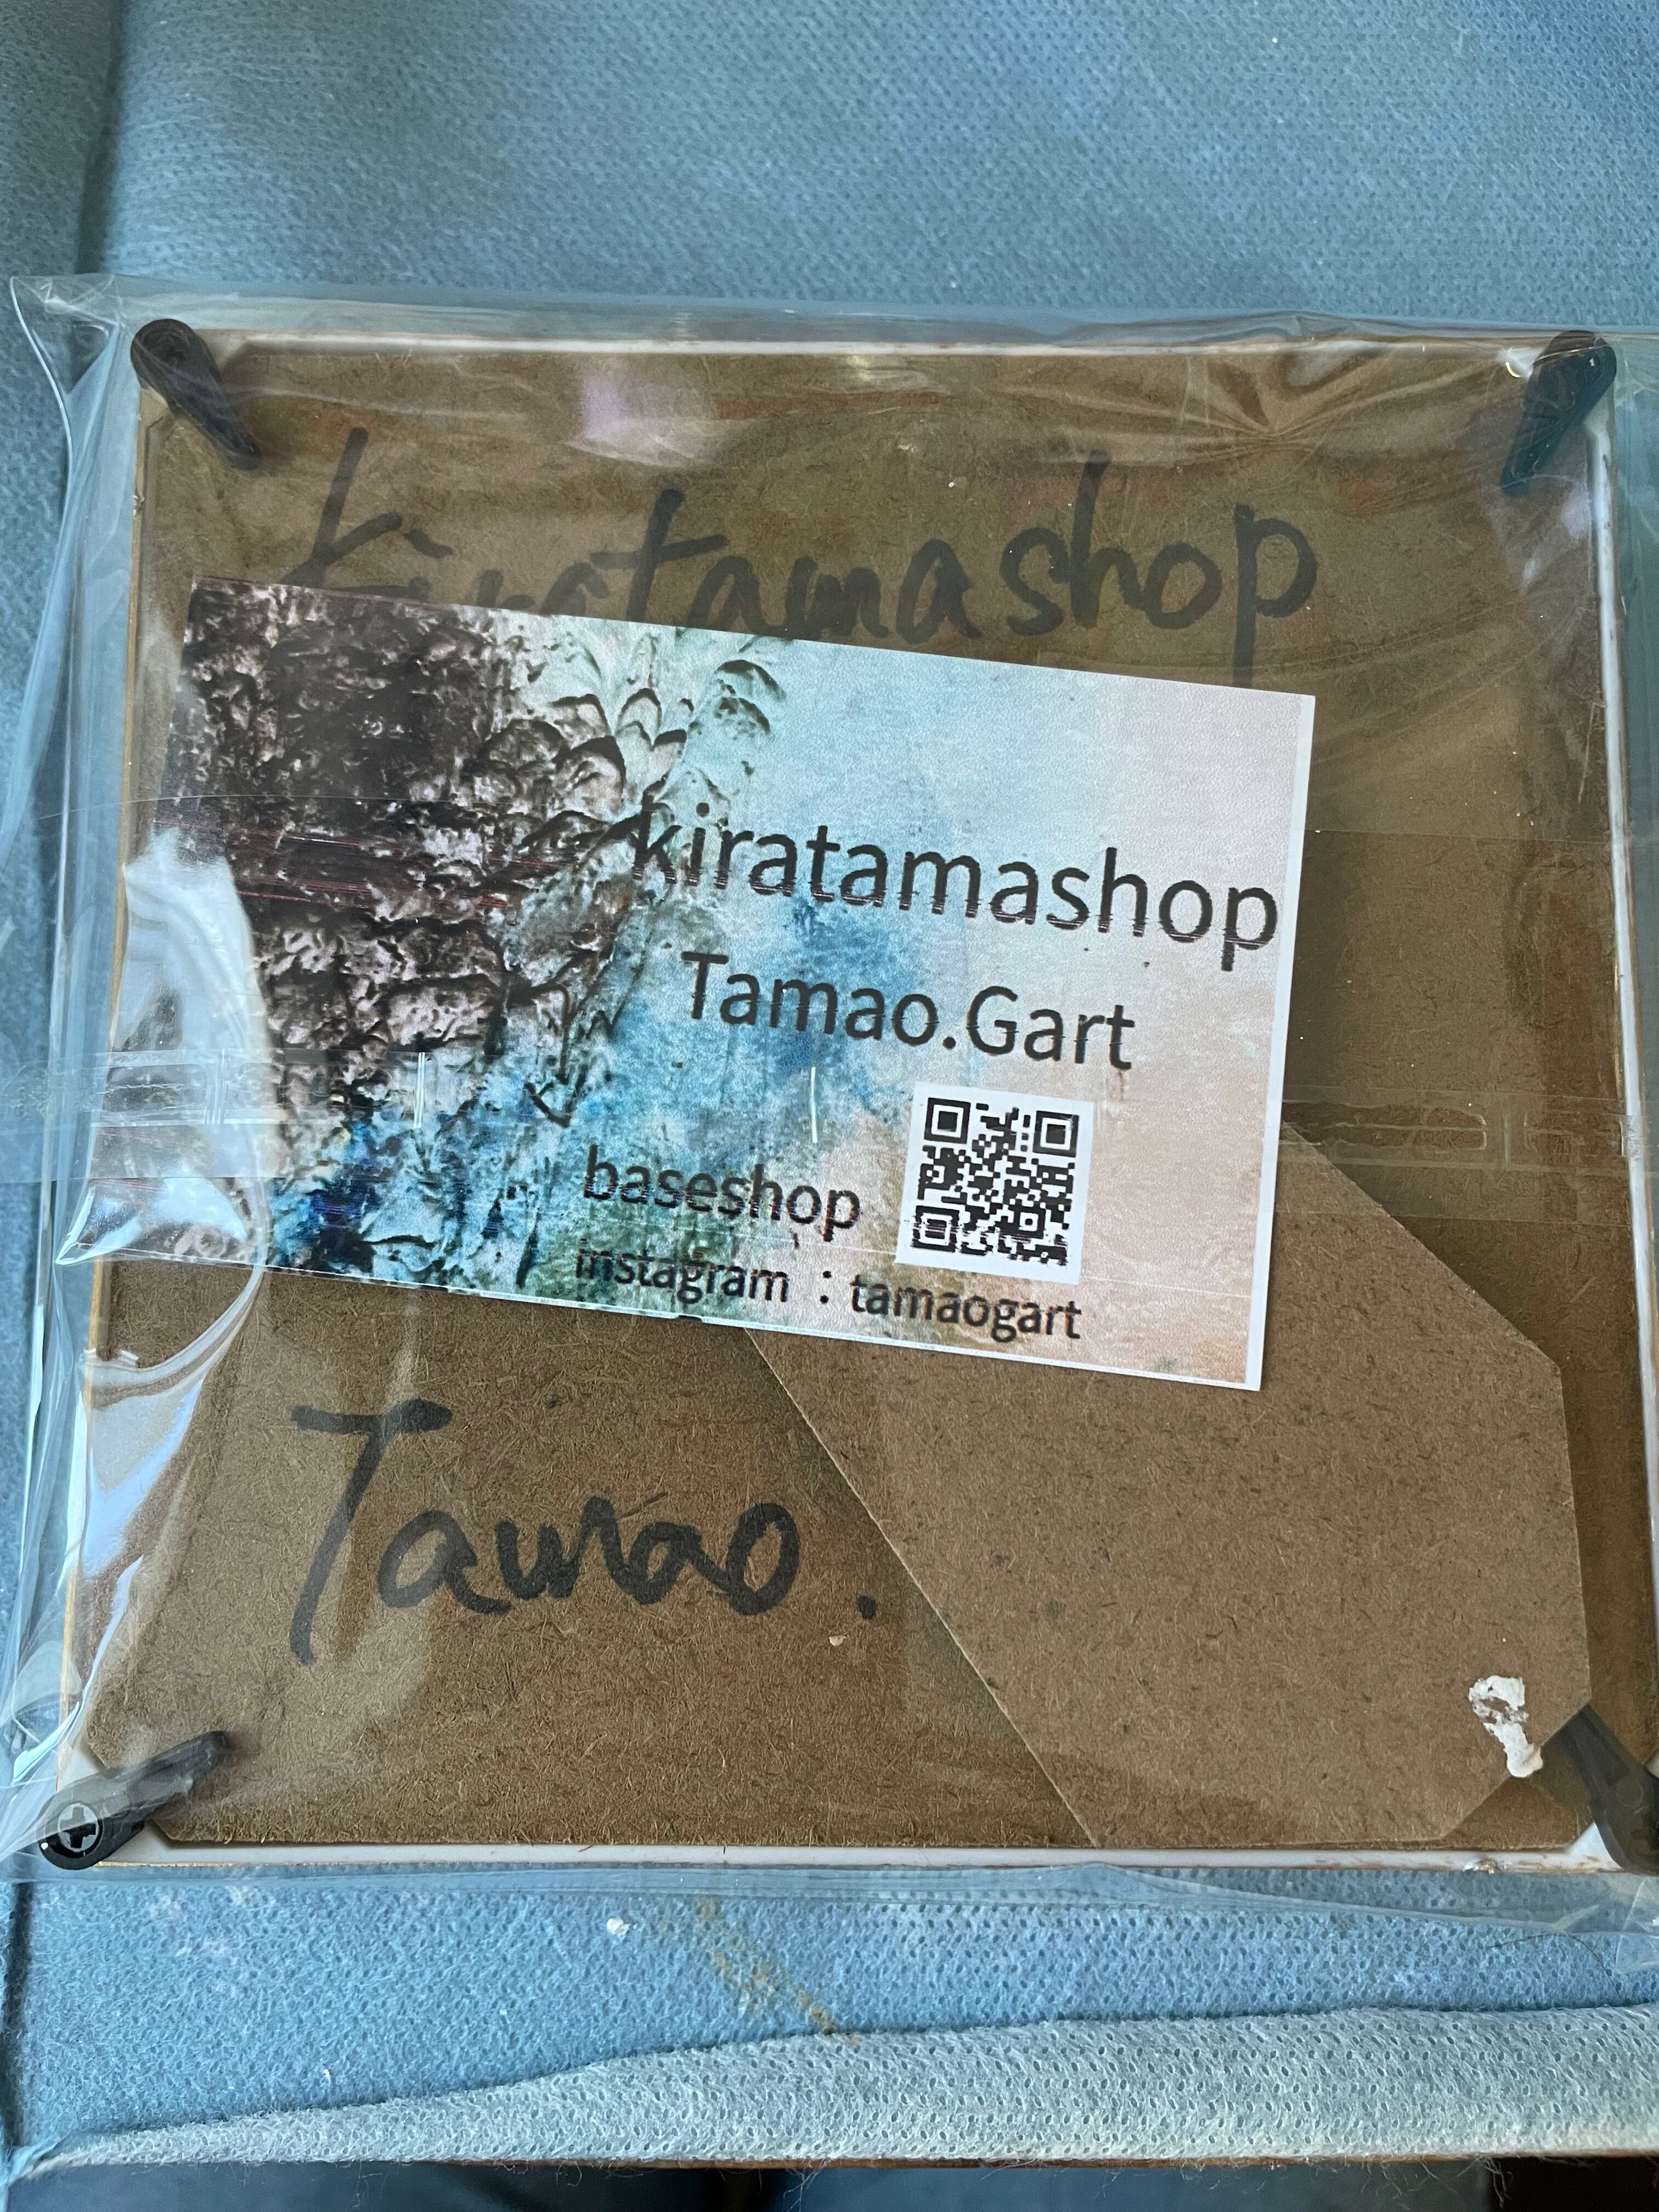 kiratamashop
kiratamashop
Tamao.Gart
baseshop
instagram : tamaogart
Tamao.